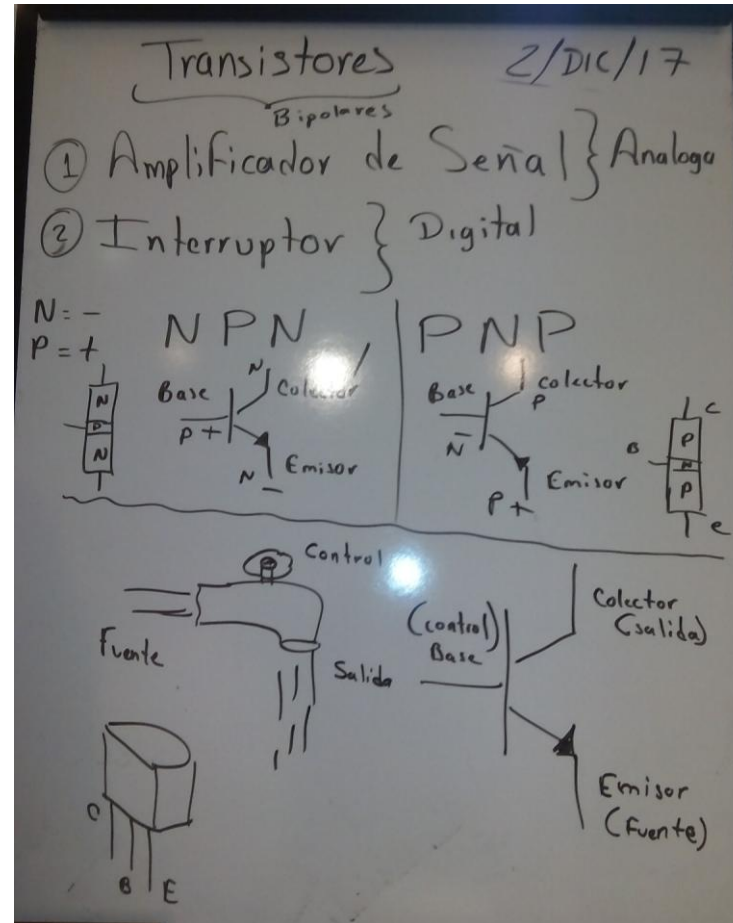 Transistores 2/DIC/17
Bipolares
① Amplificador de Señal } Analoga
② Interruptor } Digital
N = -
P = +
N
P
N
NPN
Base
P +
N
Colector
N -
Emisor
PNP
Base
N -
Colector
P
Emisor
P +
C
B
P
N
P
e
Control
Fuente
Salida
C
B E
(control)
Base
Colector
(salida)
Emisor
(Fuente)